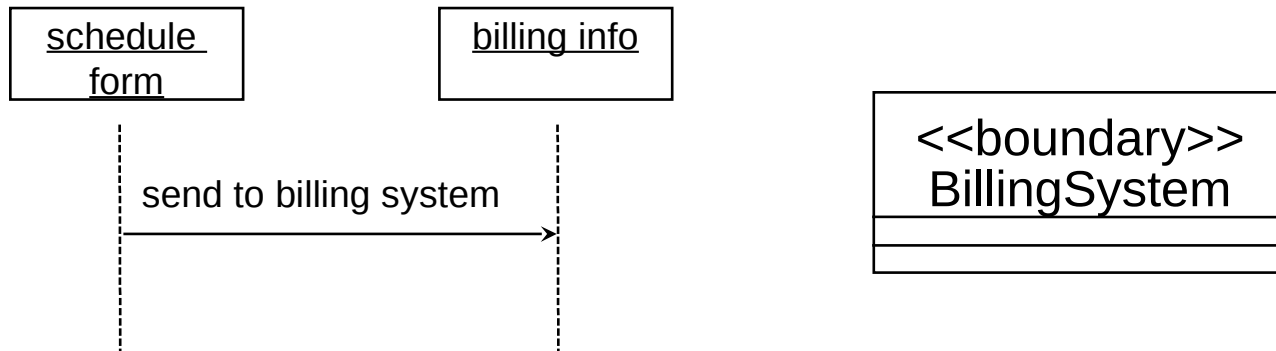 schedule
form
billing info
send to billing system
<<boundary>>
BillingSystem